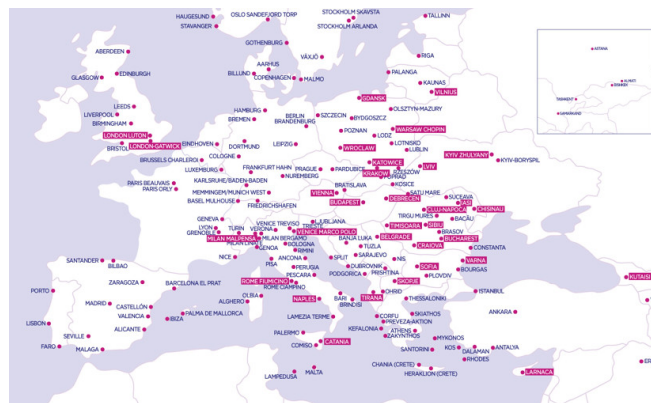 HAUGESUND
OSLO SANDEFJORD TORP
STOCKHOLM SKAVSTA
TALLINN
STAVANGER
STOCKHOLM ARLANDA
GOTHENBURG
ABERDEEN
VÄXJÖ
RIGA
AARHUS
GLASGOW
EDINBURGH
BILLUND
COPENHAGEN
MALMO
PALANGA
KAUNAS
VILNIUS
ASTANA
ALMATY
BISHKEK
TASHKENT
SAMARKAND
LEEDS
LIVERPOOL
BIRMINGHAM
HAMBURG
BREMEN
BERLIN
BRANDENBURG
SZCZECIN
GDANSK
OLSZTYN-MAZURY
BYDGOSZCZ
LONDON LUTON
LONDON-GATWICK
BRISTOL
EINDHOVEN
DORTMUND
LEIPZIG
POZNAN
WARSAW CHOPIN
LODZ
LOTNISKO
LUBLIN
WROCLAW
BRUSSELS CHARLEROI
COLOGNE
LUXEMBURG
FRANKFURT HAHN
NUREMBERG
PRAGUE
PARDUBICE
KATOWICE
KRAKOW
RZESZOW
POPRAD
LVIV
KYIV ZHULYANY
KYIV-BORYSPIL
PARIS BEAUVAIS
PARIS ORLY
KARLSRUHE/BADEN-BADEN
MEMMINGEM/MUNICH WEST
BASEL MULHOUSE
FRIEDRICHSHAFEN
VIENNA
BRATISLAVA
BUDAPEST
KOSICE
DEBRECEN
SATU MARE
SUCEAVA
IASI
CHISINAU
CLUJ-NAPOCA
TIRGU MURES
BACĂU
GENEVA
LYON
GRENOBLE
TURIN
MILAN MALPENSA
VERONA
VENICE TREVISO
VENICE MARCO POLO
TRIESTE
LJUBLJANA
MILAN BERGAMO
BOLOGNA
GENOA
RIMINI
BANJA LUKA
TUZLA
SARAJEVO
TIMISOARA
SIBIU
BRASOV
BELGRADE
CRAIOVA
BUCHAREST
CONSTANTA
SANTANDER
BILBAO
NICE
PISA
ANCONA
PERUGIA
PESCARA
SPLIT
DUBROVNIK
PODGORICA
PRISHTINA
NIS
SOFIA
PLOVDIV
VARNA
BOURGAS
SKOPJE
KUTAISI
PORTO
ZARAGOZA
BARCELONA EL PRAT
MADRID
CASTELLÓN
VALENCIA
ALICANTE
IBIZA
PALMA DE MALLORCA
OLBIA
ALGHERO
ROME FIUMICINO
ROME CIAMPINO
NAPLES
BARI
BRINDISI
TIRANA
OHRID
THESSALONIKI
ISTANBUL
ANKARA
LISBON
SEVILLE
FARO
MALAGA
LAMEZIA TERME
PALERMO
CATANIA
COMISO
LAMPEDUSA
MALTA
CORFU
PREVEZA-AKTION
KEFALONIA
ZAKYNTHOS
ATHENS
SKIATHOS
MYKONOS
SANTORINI
CHANIA (CRETE)
HERAKLION (CRETE)
KOS
DALAMAN
RHODES
ANTALYA
LARNACA